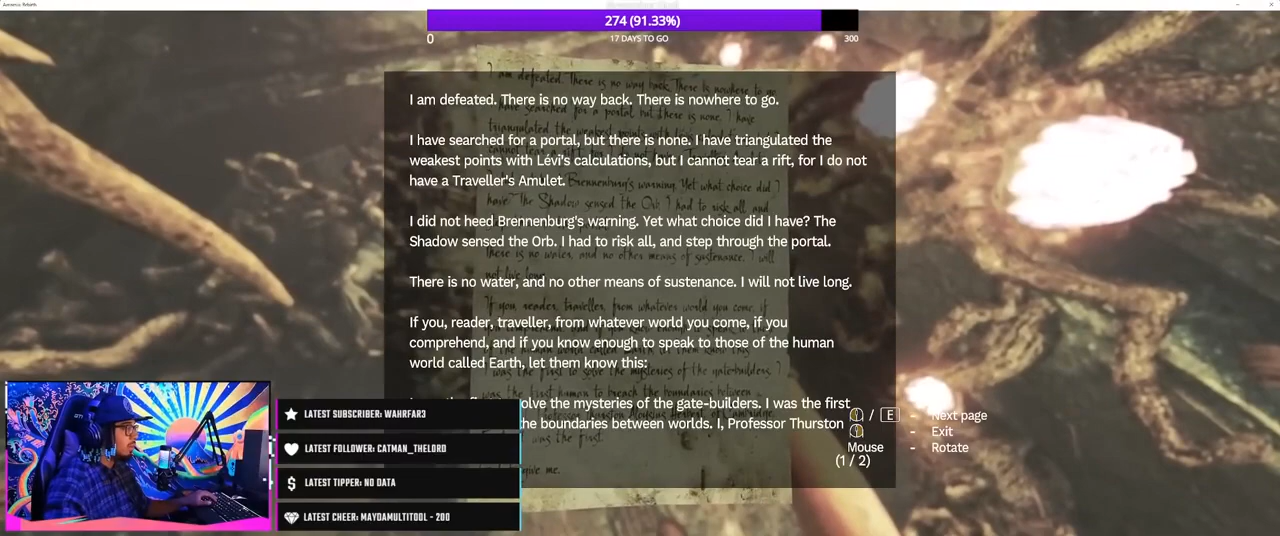 Amnesia: Rebirth
274 (91.33%)
0
17 DAYS TO GO
300
I am defeated. There is no way back. There is nowhere to go.
I have searched for a portal, but there is none. I have triangulated the
weakest points with Lévi's calculations, but I cannot tear a rift, for I do not
have a Traveller's Amulet.
I did not heed Brennenburg's warning. Yet what choice did I have? The
Shadow sensed the Orb. I had to risk all, and step through the portal.
There is no water, and no other means of sustenance. I will not live long.
If you, reader, traveller, from whatever world you come, if you
comprehend, and if you know enough to speak to those of the human
world called Earth, let them know this:
olve the mysteries of the gate-builders. I was the first
the boundaries between worlds. I, Professor Thurston
/ E - Next page
- Exit
Mouse - Rotate
(1 / 2)
LATEST SUBSCRIBER: WAHRFAR3
LATEST FOLLOWER: CATMAN_THELORD
LATEST TIPPER: NO DATA
LATEST CHEER: MAYDAMULTITOOL - 200